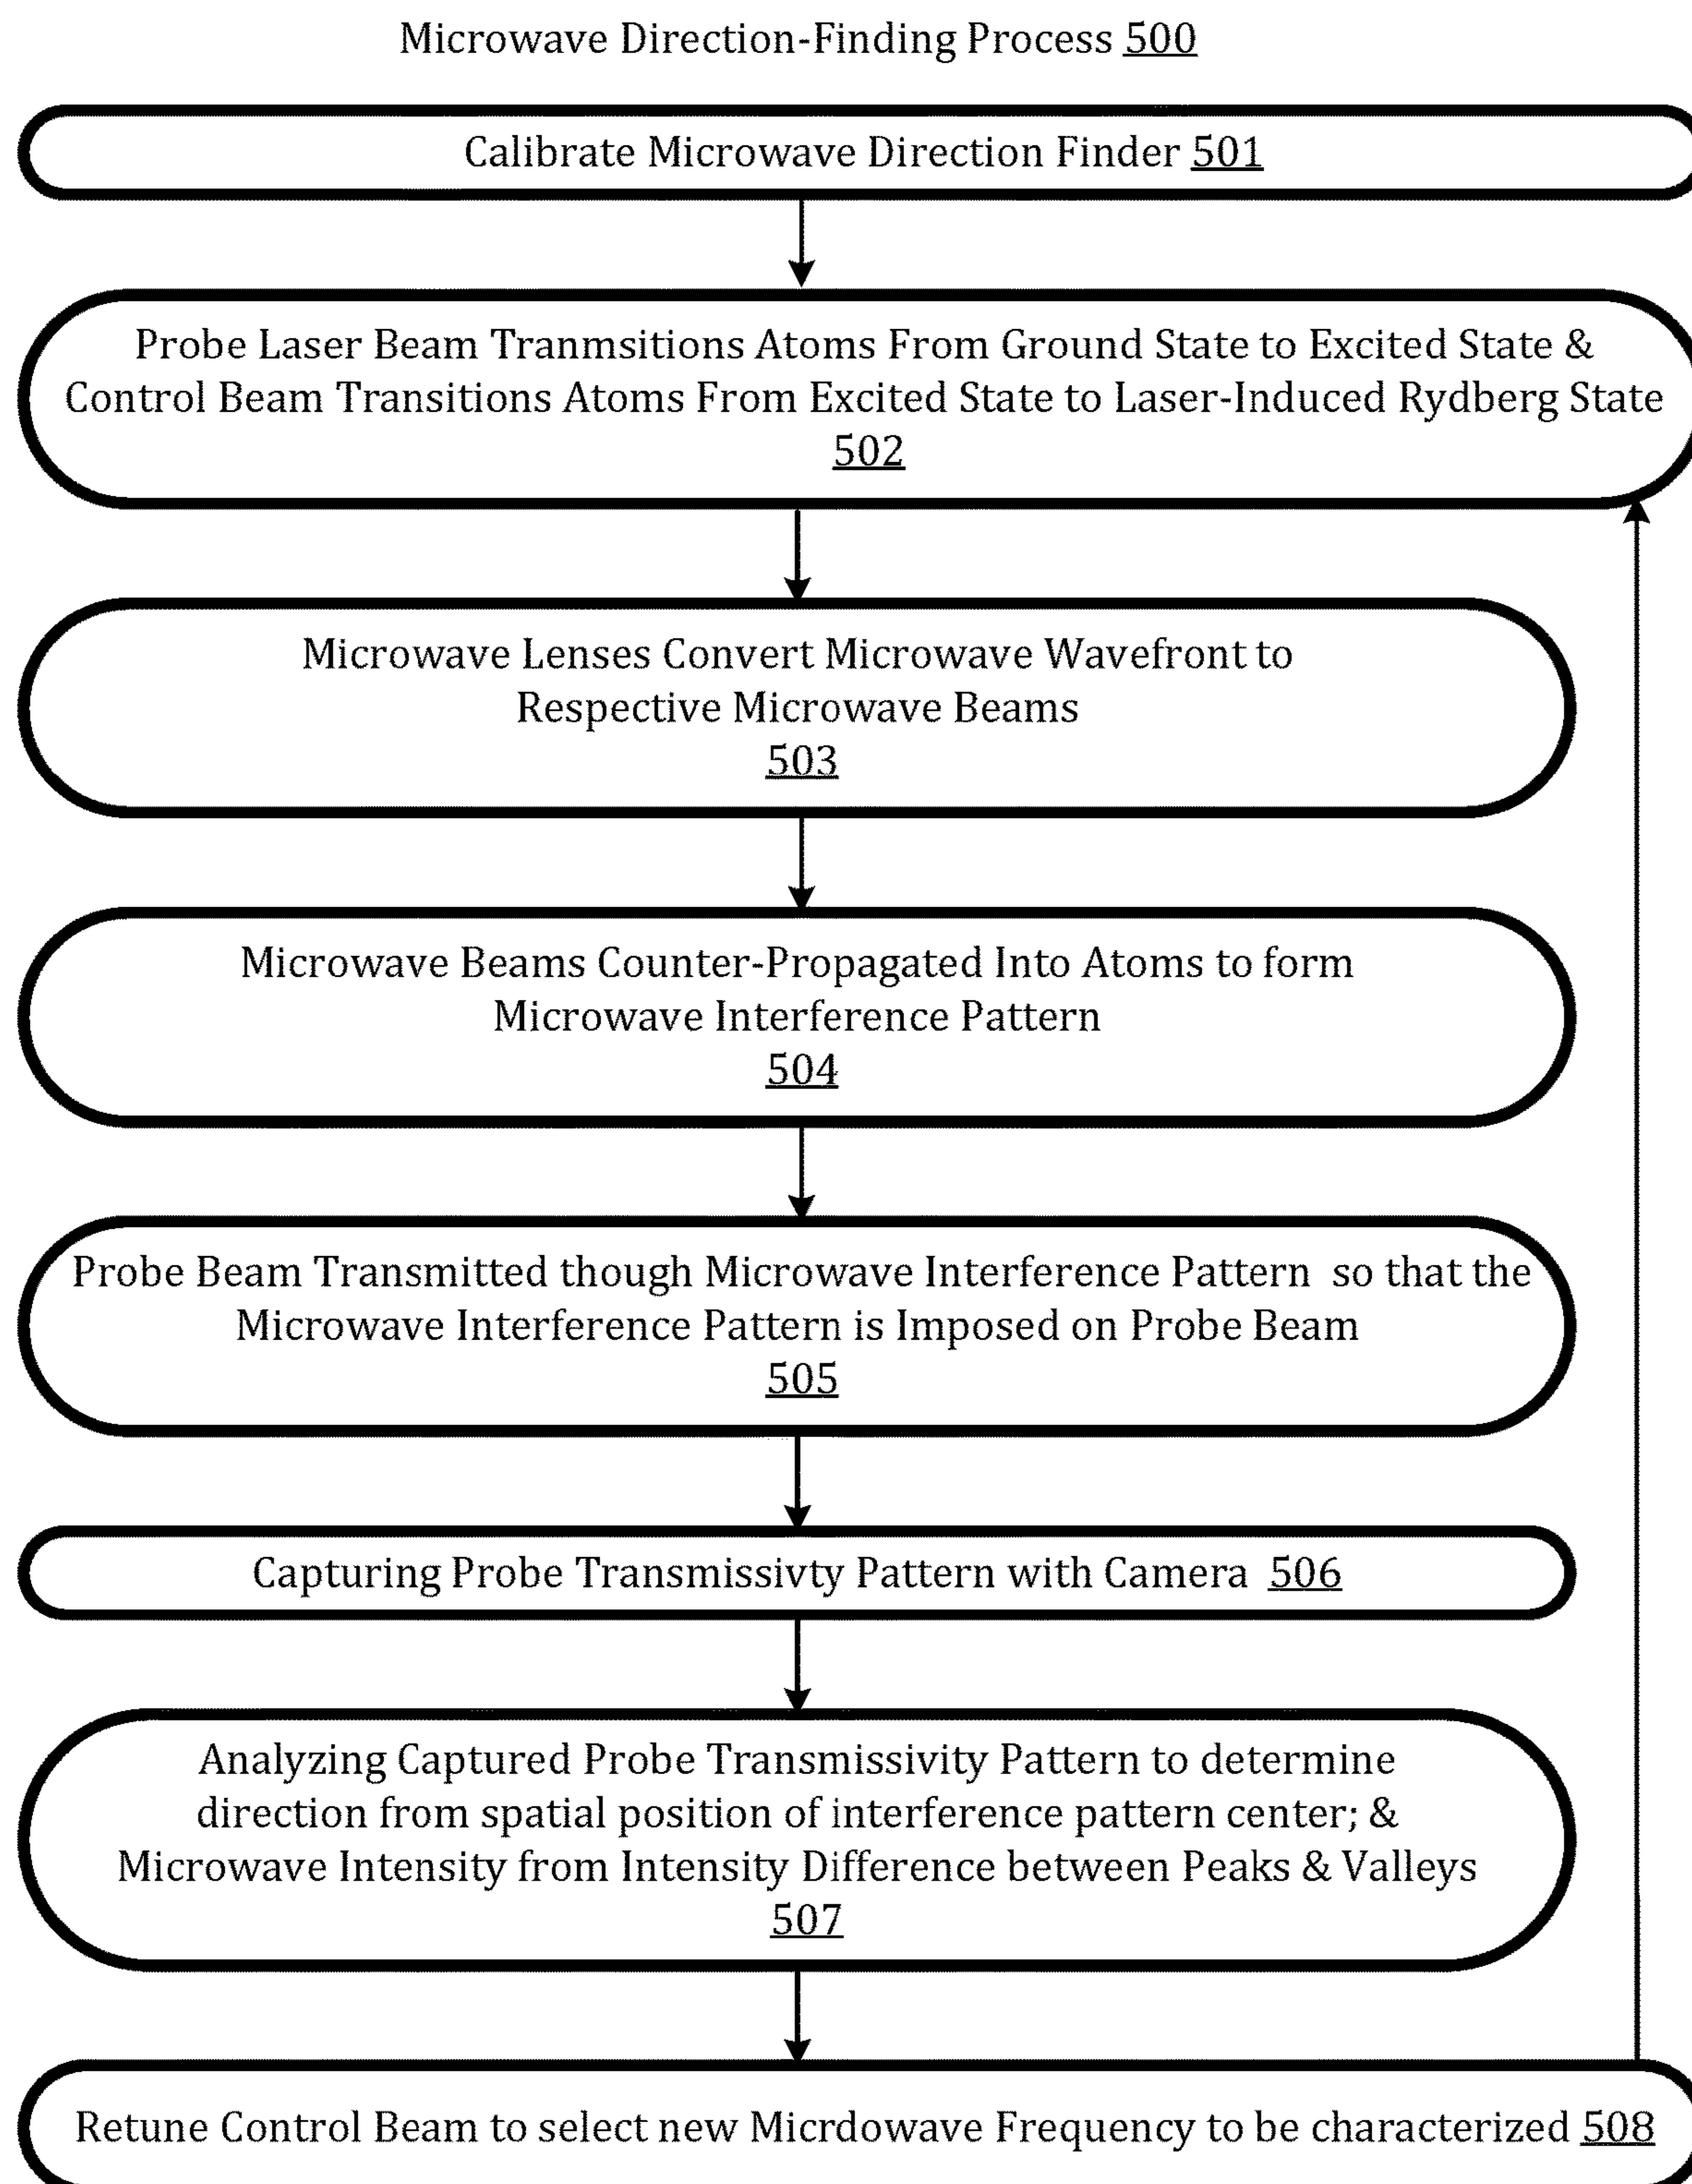 Microwave Direction-Finding Process 500
Calibrate Microwave Direction Finder 501
Probe Laser Beam Tranmsitions Atoms From Ground State to Excited State &
Control Beam Transitions Atoms From Excited State to Laser-Induced Rydberg State
502
Microwave Lenses Convert Microwave Wavefront to
Respective Microwave Beams
503
Microwave Beams Counter-Propagated Into Atoms to form
Microwave Interference Pattern
504
Probe Beam Transmitted though Microwave Interference Pattern so that the
Microwave Interference Pattern is Imposed on Probe Beam
505
Capturing Probe Transmissivty Pattern with Camera 506
Analyzing Captured Probe Transmissivity Pattern to determine
direction from spatial position of interference pattern center; &
Microwave Intensity from Intensity Difference between Peaks & Valleys
507
Retune Control Beam to select new Micrdowave Frequency to be characterized 508